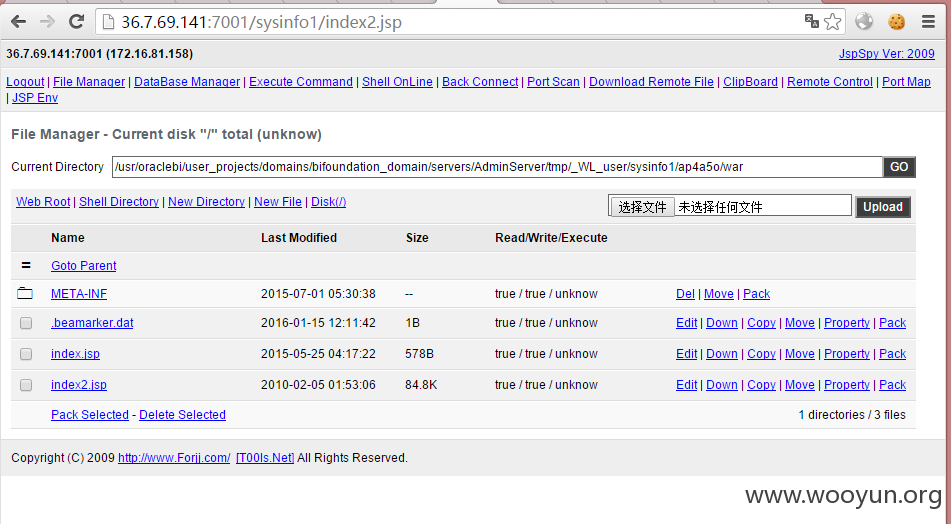 36.7.69.141:7001/sysinfo1/index2.jsp
36.7.69.141:7001 (172.16.81.158) JspSpy Ver: 2009
Logout | File Manager | DataBase Manager | Execute Command | Shell OnLine | Back Connect | Port Scan | Download Remote File | ClipBoard | Remote Control | Port Map
| JSP Env
File Manager - Current disk "/" total (unknow)
Current Directory /usr/oraclebi/user_projects/domains/bifoundation_domain/servers/AdminServer/tmp/_WL_user/sysinfo1/ap4a5o/war GO
Web Root | Shell Directory | New Directory | New File | Disk(/) 选择文件 未选择任何文件 Upload
Name Last Modified Size Read/Write/Execute
= Goto Parent
META-INF 2015-07-01 05:30:38 -- true / true / unknow Del | Move | Pack
.beamarker.dat 2016-01-15 12:11:42 1B true / true / unknow Edit | Down | Copy | Move | Property | Pack
index.jsp 2015-05-25 04:17:22 578B true / true / unknow Edit | Down | Copy | Move | Property | Pack
index2.jsp 2010-02-05 01:53:06 84.8K true / true / unknow Edit | Down | Copy | Move | Property | Pack
Pack Selected - Delete Selected 1 directories / 3 files
Copyright (C) 2009 http://www.Forjj.com/ [T00ls.Net] All Rights Reserved.
www.wooyun.org